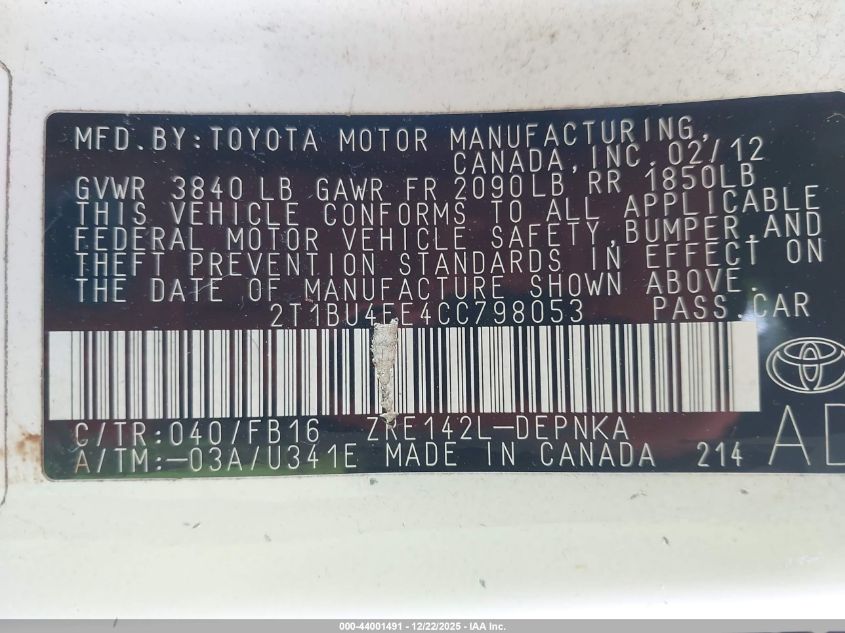 MFD.BY:TOYOTA MOTOR MANUFACTURING,
CANADA,INC. 02/12
GVWR 3840 LB GAWR FR 2090LB RR 1850LB
THIS VEHICLE CONFORMS TO ALL APPLICABLE
FEDERAL MOTOR VEHICLE SAFETY,BUMPER,AND
THEFT PREVENTION STANDARDS IN EFFECT ON
THE DATE OF MANUFACTURE SHOWN ABOVE.
2T1BU4EE4CC798053 PASS.CAR
C/TR:040/FB16 ZRE142L-DEPNKA
A/TM:-03A/U341E MADE IN CANADA 214
000-44001491 - 12/22/2025 - IAA Inc.